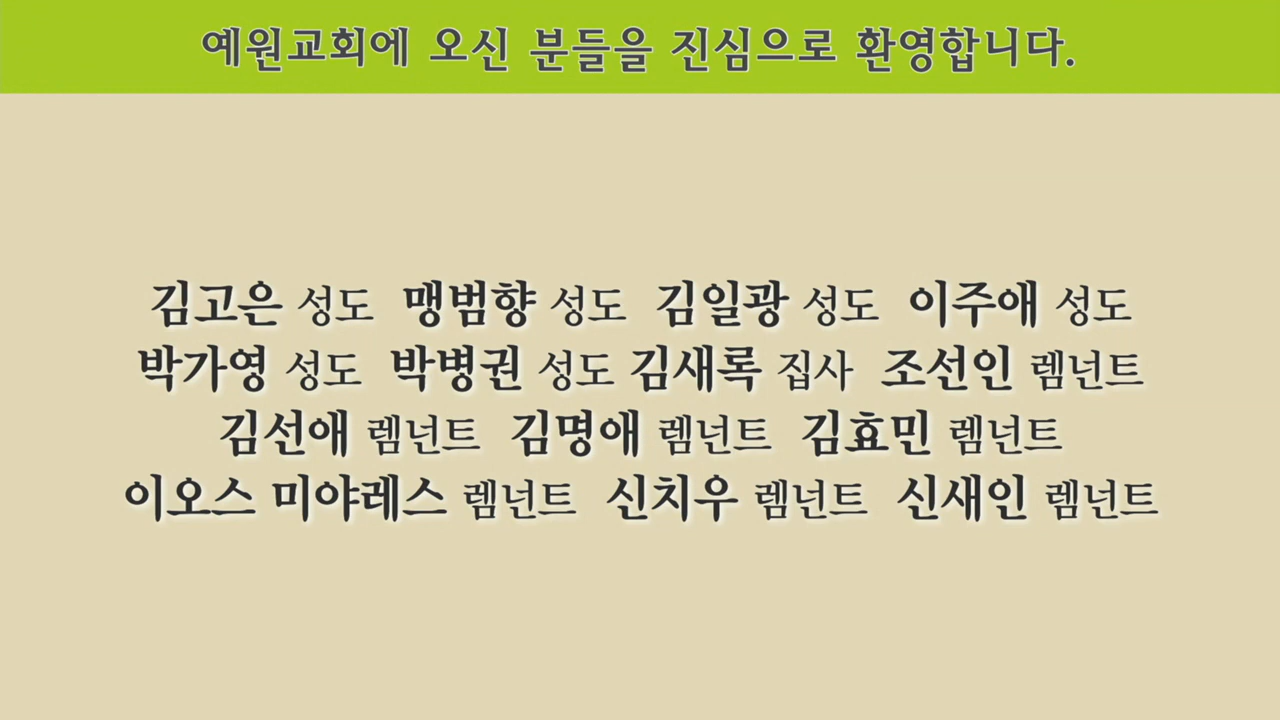 예원교회에 오신 분들을 진심으로 환영합니다.
김고은 성도 맹범향 성도 김일광 성도 이주애 성도
박가영 성도 박병권 성도 김새록 집사 조선인 렘넌트
김선애 렘넌트 김명애 렘넌트 김효민 렘넌트
이오스 미야레스 렘넌트 신치우 렘넌트 신새인 렘넌트